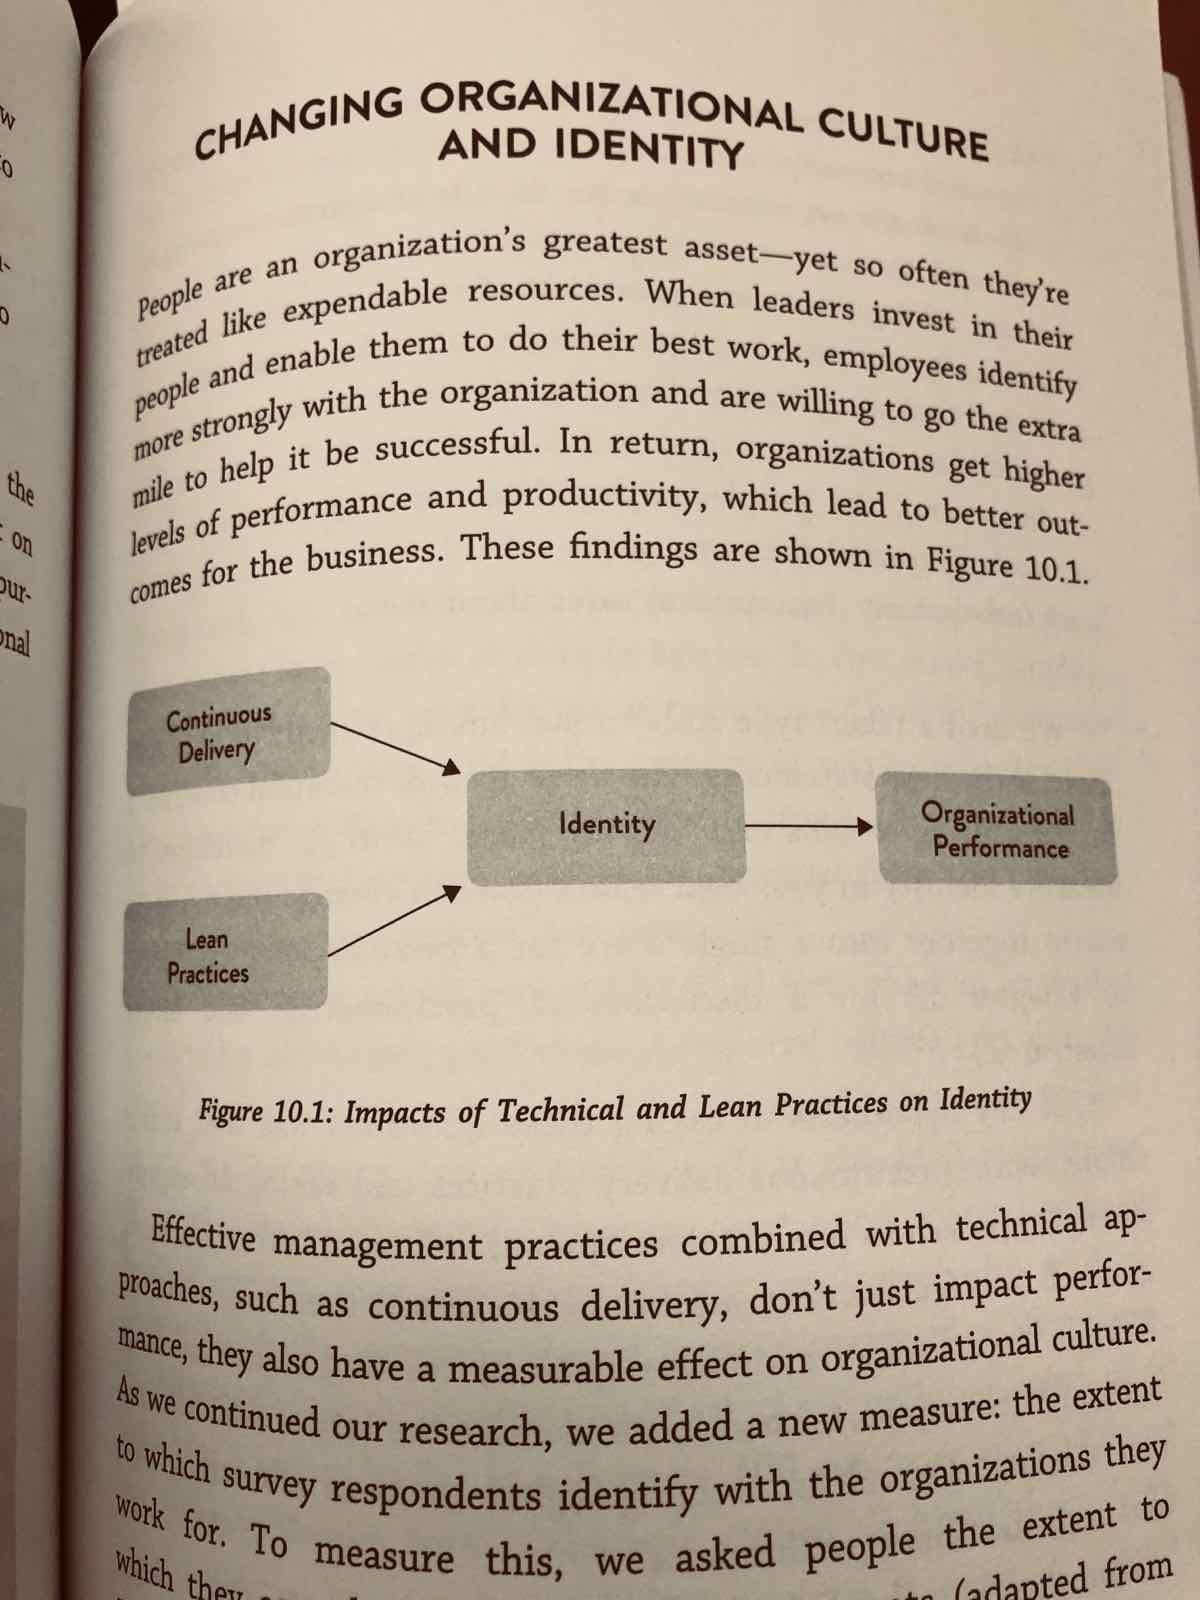 CHANGING ORGANIZATIONAL CULTURE
AND IDENTITY
People are an organization's greatest asset—yet so often they're
treated like expendable resources. When leaders invest in their
people and enable them to do their best work, employees identify
more strongly with the organization and are willing to go the extra
mile to help it be successful. In return, organizations get higher
levels of performance and productivity, which lead to better out-
comes for the business. These findings are shown in Figure 10.1.
Continuous
Delivery
Lean
Practices
Identity
Organizational
Performance
Figure 10.1: Impacts of Technical and Lean Practices on Identity
Effective management practices combined with technical ap-
proaches, such as continuous delivery, don't just impact perfor-
mance, they also have a measurable effect on organizational culture.
As we continued our research, we added a new measure: the extent
to which survey respondents identify with the organizations they
work for. To measure this, we asked people the extent to
which they
(adapted from
the
on